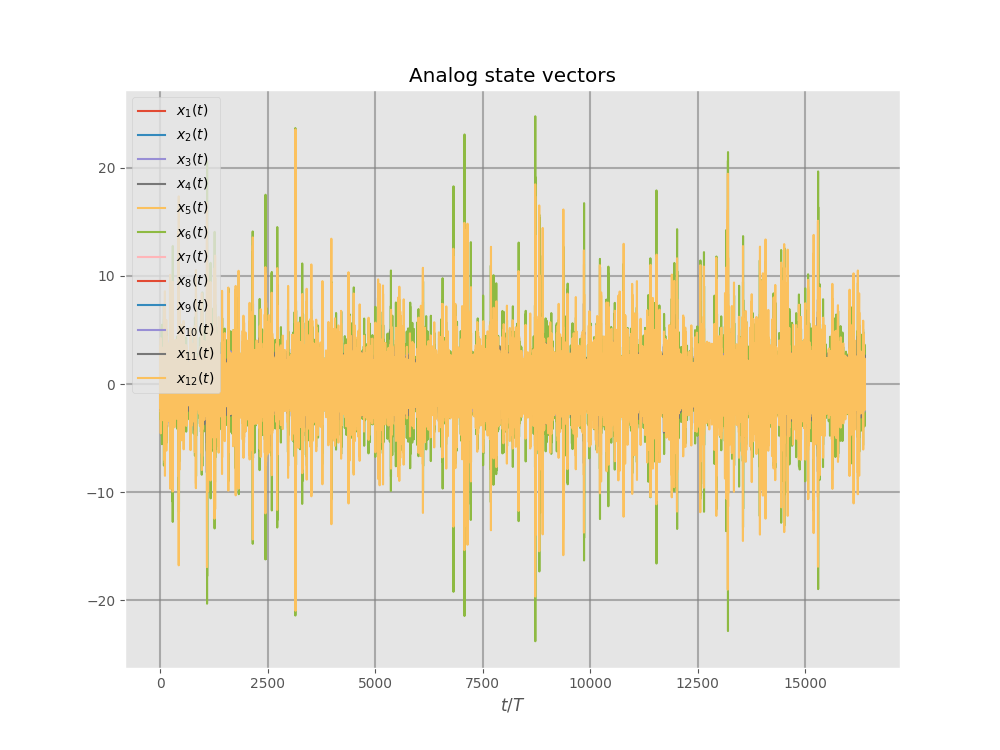 Analog state vectors
x₁(t)
x₂(t)
x₃(t)
x₄(t)
x₅(t)
x₆(t)
x₇(t)
x₈(t)
x₉(t)
x₁₀(t)
x₁₁(t)
x₁₂(t)
20
10
0
−10
−20
0 2500 5000 7500 10000 12500 15000
t/T